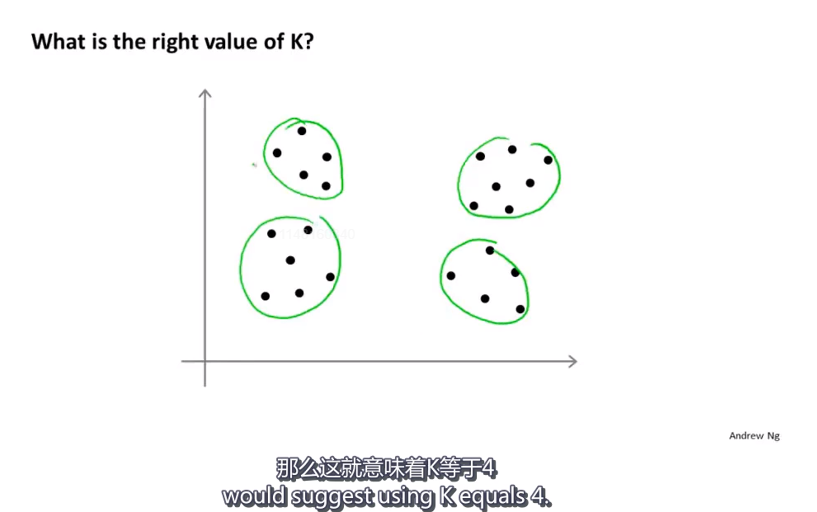 What is the right value of K?
Andrew Ng
那么这就意味着K等于4
would suggest using K equals 4.